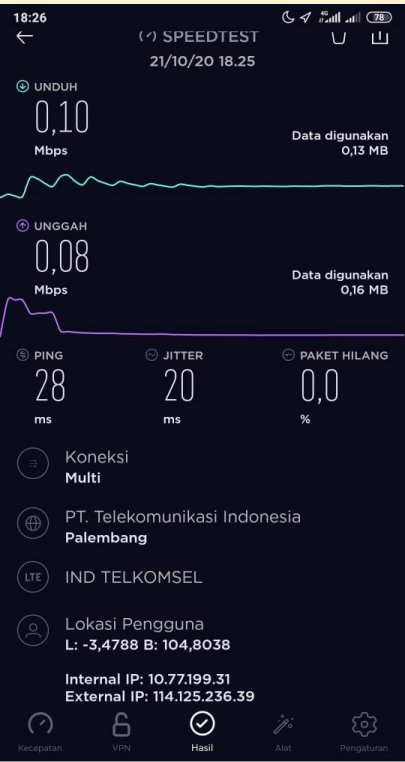 18:26
4G
78
SPEEDTEST
21/10/20 18.25
UNDUH
0,10
Mbps
Data digunakan
0,13 MB
UNGGAH
0,08
Mbps
Data digunakan
0,16 MB
PING
28
ms
JITTER
20
ms
PAKET HILANG
0,0
%
Koneksi
Multi
PT. Telekomunikasi Indonesia
Palembang
LTE
IND TELKOMSEL
Lokasi Pengguna
L: -3,4788 B: 104,8038
Internal IP: 10.77.199.31
External IP: 114.125.236.39
Kecepatan
VPN
Hasil
Alat
Pengaturan